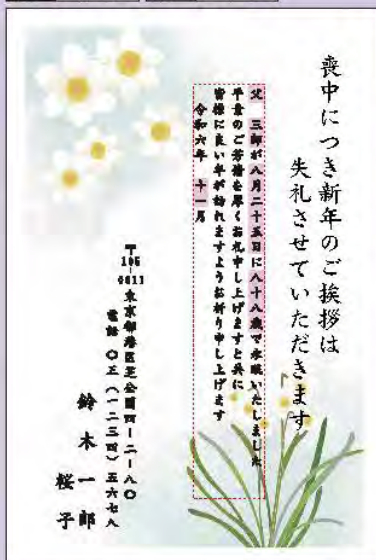 喪中につき新年のご挨拶は
失礼させていただきます
父 三郎が八月二十五日に八十八歳で永眠いたしました
平素のご芳情を厚くお礼申し上げますと共に
皆様に良い年が訪れますようお祈り申し上げます
令和六年 十一月
〒105-0011
東京都港区芝公園四ー二ー八〇
電話 〇三(一二三四)五六七八
鈴木 一郎
桜子